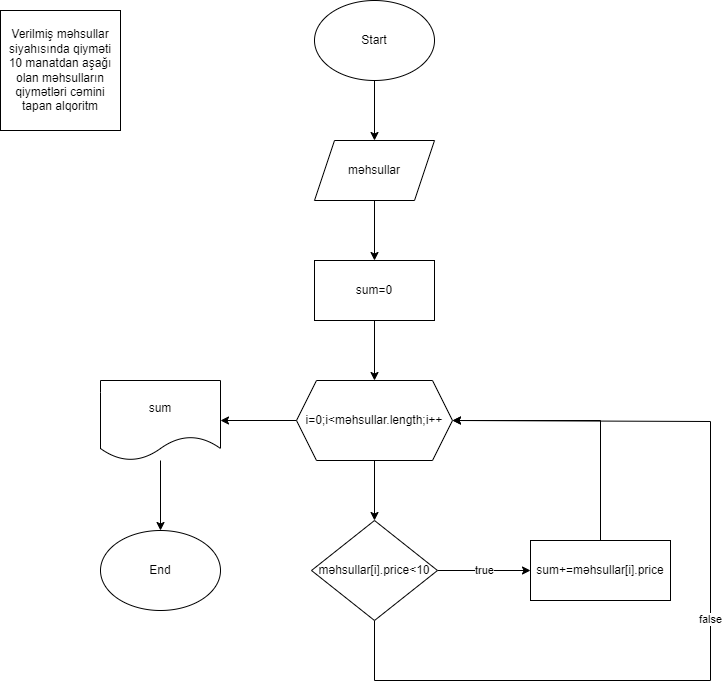 Verilmiş məhsullar
siyahısında qiyməti
10 manatdan aşağı
olan məhsulların
qiymətləri cəmini
tapan alqoritm
Start
məhsullar
sum=0
i=0;i<məhsullar.length;i++
sum
məhsullar[i].price<10
true
sum+=məhsullar[i].price
End
false